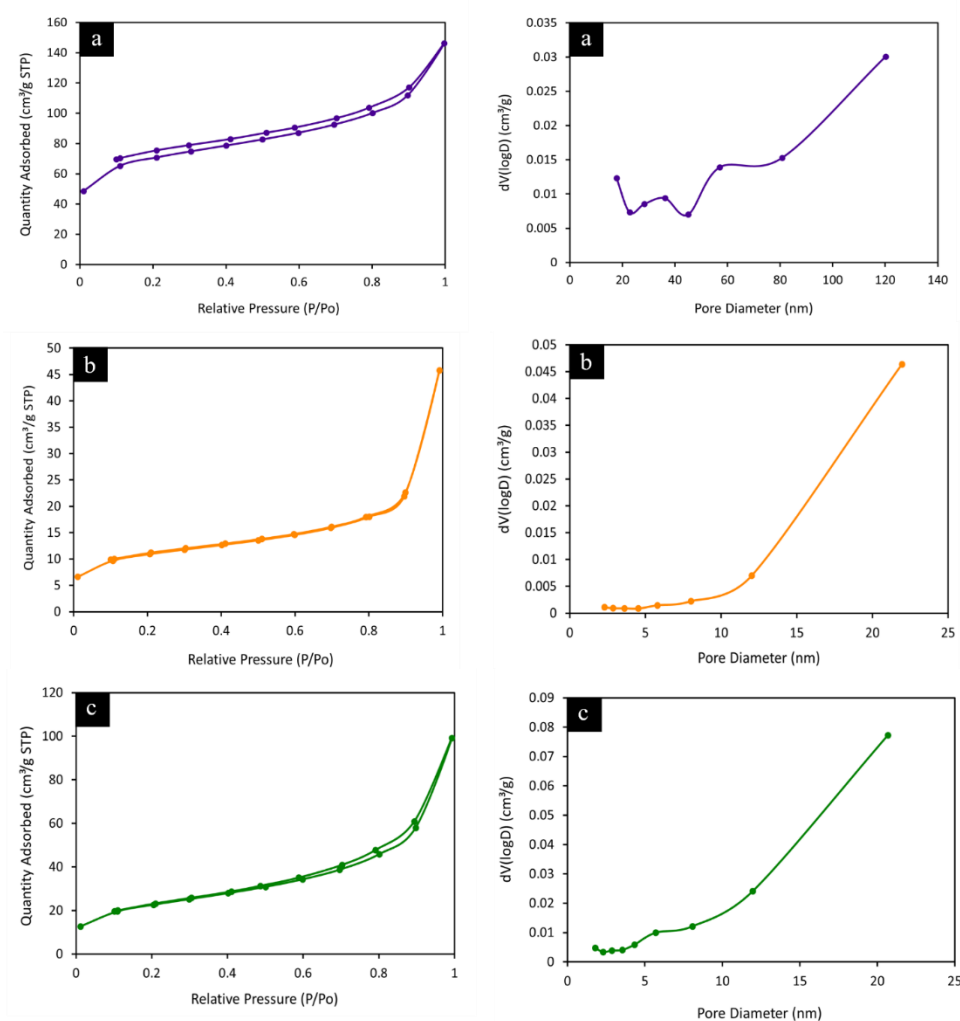 a
160
140
120
100
80
60
40
20
0
0 0.2 0.4 0.6 0.8 1
Quantity Adsorbed (cm³/g STP)
Relative Pressure (P/Po)
a
0.035
0.03
0.025
0.02
0.015
0.01
0.005
0
0 20 40 60 80 100 120 140
dV(logD) (cm³/g)
Pore Diameter (nm)
b
50
45
40
35
30
25
20
15
10
5
0
0 0.2 0.4 0.6 0.8 1
Quantity Adsorbed (cm³/g STP)
Relative Pressure (P/Po)
b
0.05
0.045
0.04
0.035
0.03
0.025
0.02
0.015
0.01
0.005
0
0 5 10 15 20 25
dV(logD) (cm³/g)
Pore Diameter (nm)
c
120
100
80
60
40
20
0
0 0.2 0.4 0.6 0.8 1
Quantity Adsorbed (cm³/g STP)
Relative Pressure (P/Po)
c
0.09
0.08
0.07
0.06
0.05
0.04
0.03
0.02
0.01
0
0 5 10 15 20 25
dV(logD) (cm³/g)
Pore Diameter (nm)